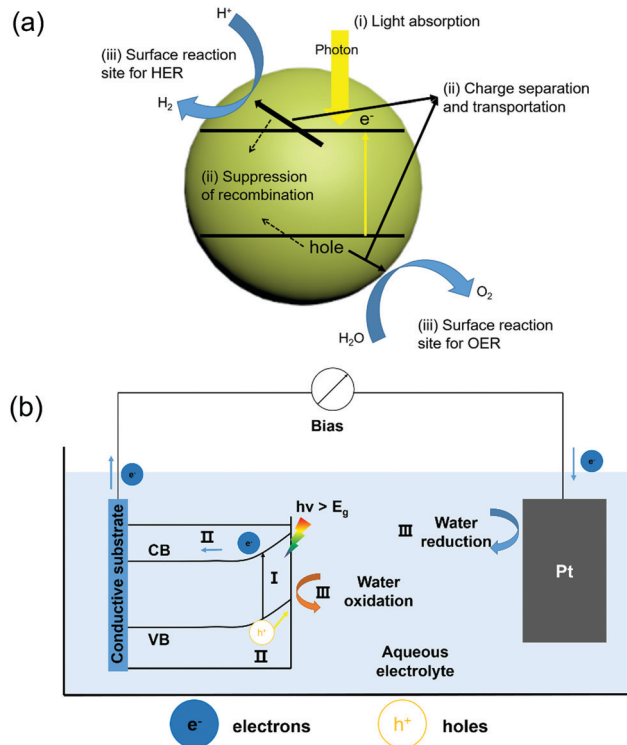 (a)
(i) Light absorption
H⁺
Photon
(iii) Surface reaction
site for HER
(ii) Charge separation
and transportation
H₂
e⁻
(ii) Suppression
of recombination
hole
O₂
H₂O
(iii) Surface reaction
site for OER
(b)
Bias
e⁻
e⁻
hν > Eg
Conductive substrate
CB
II
e⁻
I
III
Water
oxidation
VB
h⁺
II
III
Water
reduction
Pt
Aqueous
electrolyte
e⁻
electrons
h⁺
holes